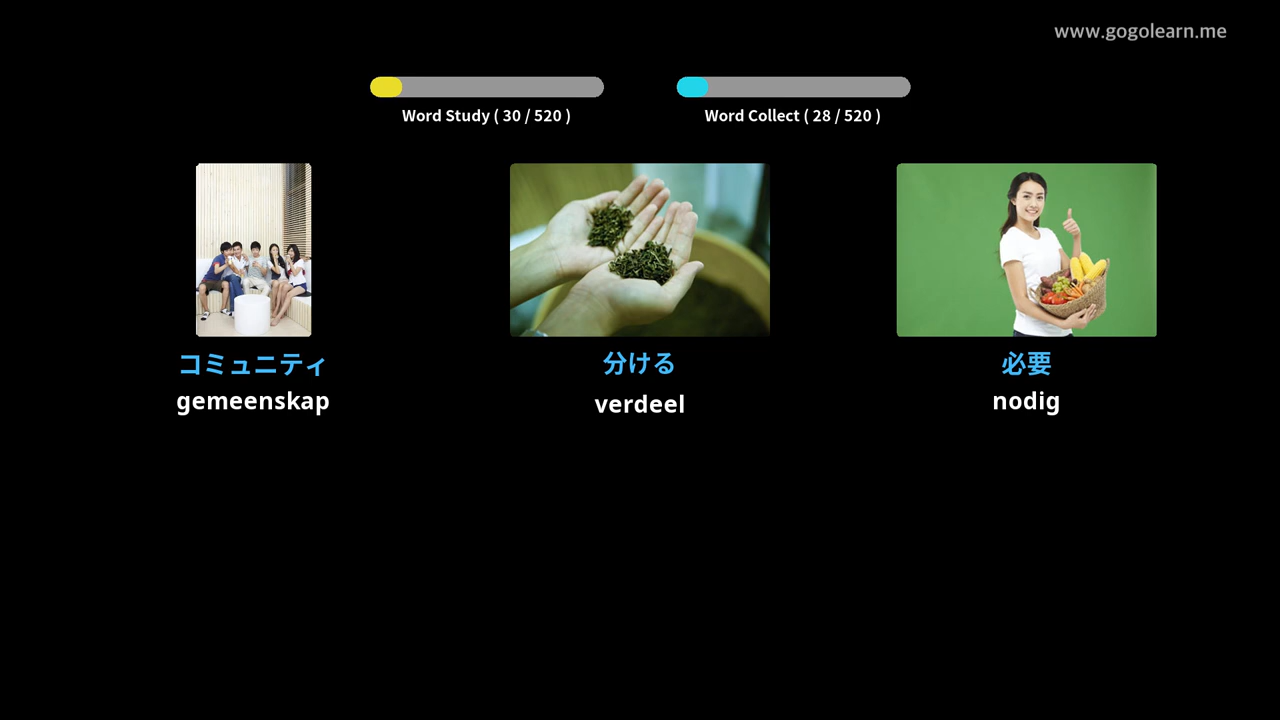 www.gogolearn.me
Word Study ( 30 / 520 )
Word Collect ( 28 / 520 )
コミュニティ
gemeenskap
分ける
verdeel
必要
nodig